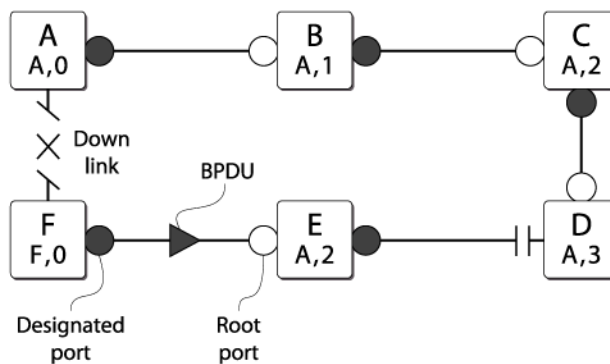 A
A,0
B
A,1
C
A,2
Down
link
BPDU
F
F,0
E
A,2
D
A,3
Designated
port
Root
port